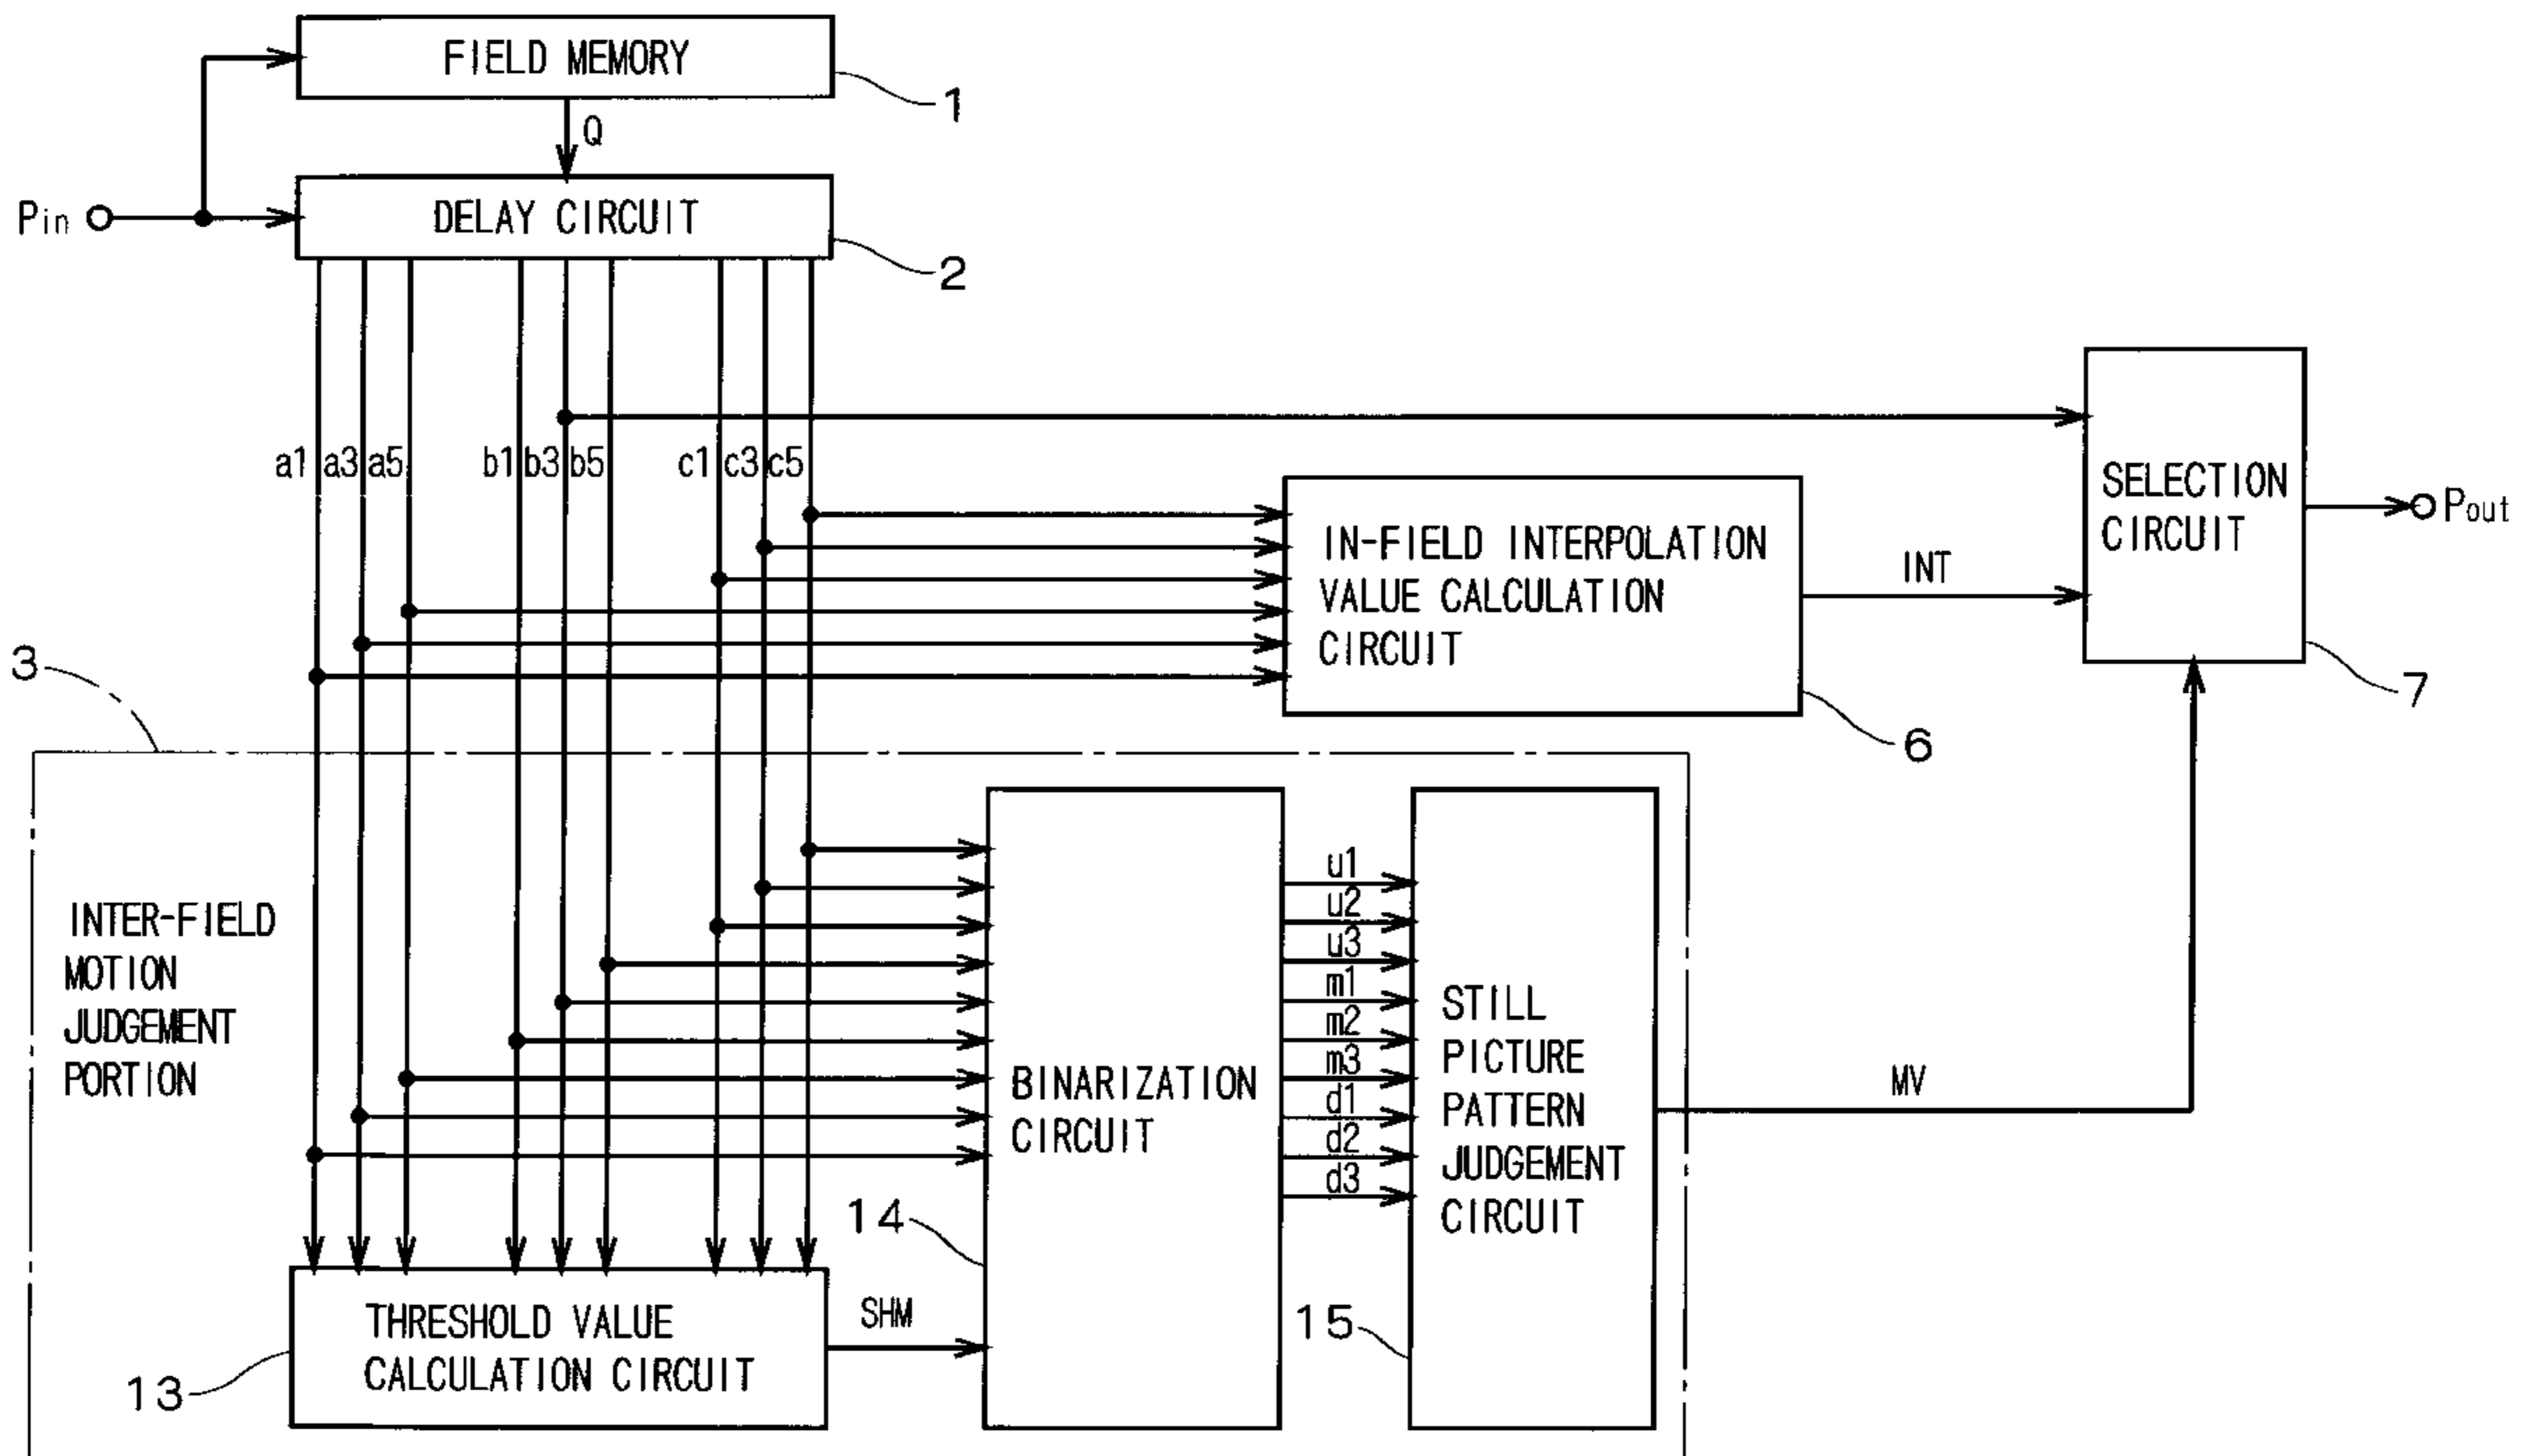 FIELD MEMORY
1
Q
Pin
DELAY CIRCUIT
2
a1 a3 a5 b1 b3 b5 c1 c3 c5
SELECTION
CIRCUIT
Pout
7
IN-FIELD INTERPOLATION
VALUE CALCULATION
CIRCUIT
INT
6
3
INTER-FIELD
MOTION
JUDGEMENT
PORTION
BINARIZATION
CIRCUIT
14
u1
u2
u3
m1
m2
m3
d1
d2
d3
STILL
PICTURE
PATTERN
JUDGEMENT
CIRCUIT
15
MV
THRESHOLD VALUE
CALCULATION CIRCUIT
13
SHM